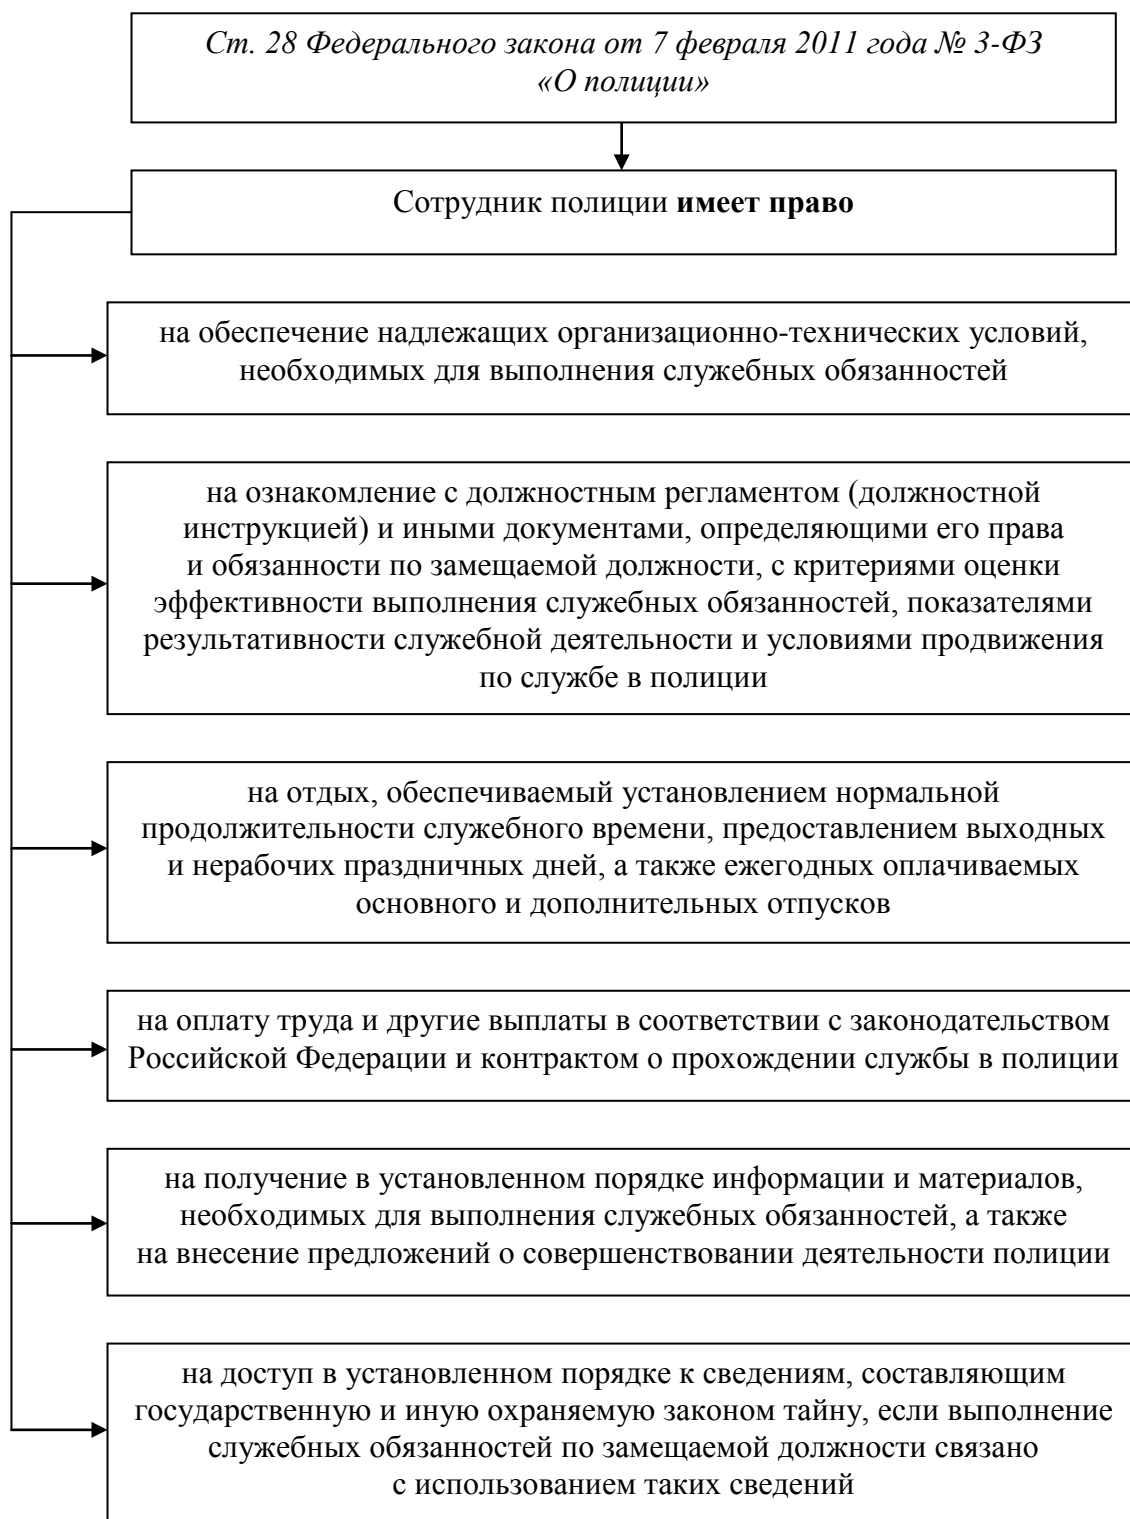 Ст. 28 Федерального закона от 7 февраля 2011 года № 3-ФЗ
«О полиции»
Сотрудник полиции имеет право
на обеспечение надлежащих организационно-технических условий,
необходимых для выполнения служебных обязанностей
на ознакомление с должностным регламентом (должностной
инструкцией) и иными документами, определяющими его права
и обязанности по замещаемой должности, с критериями оценки
эффективности выполнения служебных обязанностей, показателями
результативности служебной деятельности и условиями продвижения
по службе в полиции
на отдых, обеспечиваемый установлением нормальной
продолжительности служебного времени, предоставлением выходных
и нерабочих праздничных дней, а также ежегодных оплачиваемых
основного и дополнительных отпусков
на оплату труда и другие выплаты в соответствии с законодательством
Российской Федерации и контрактом о прохождении службы в полиции
на получение в установленном порядке информации и материалов,
необходимых для выполнения служебных обязанностей, а также
на внесение предложений о совершенствовании деятельности полиции
на доступ в установленном порядке к сведениям, составляющим
государственную и иную охраняемую законом тайну, если выполнение
служебных обязанностей по замещаемой должности связано
с использованием таких сведений